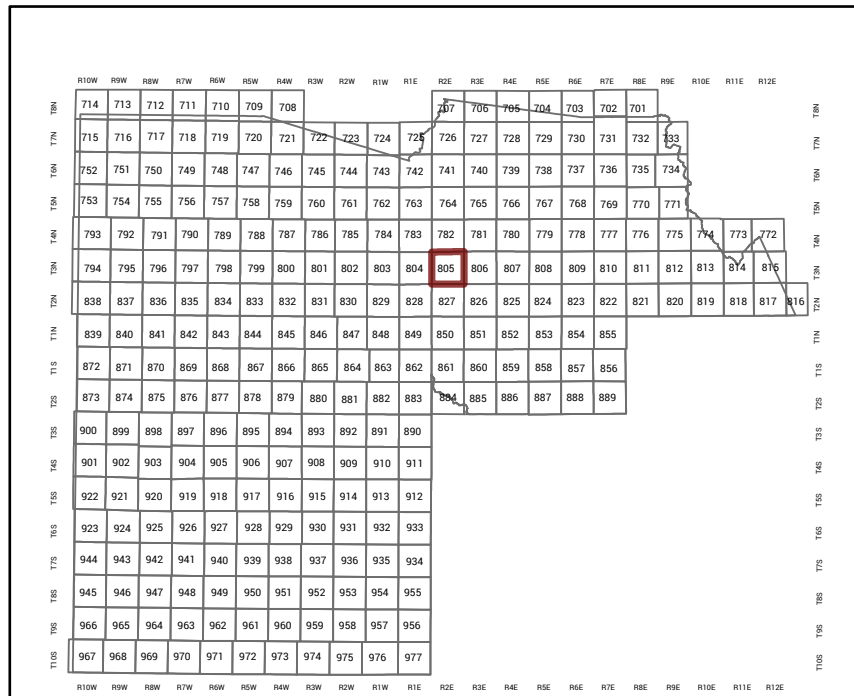 R10W R9W R8W R7W R6W R5W R4W R3W R2W R1W R1E R2E R3E R4E R5E R6E R7E R8E R9E R10E R11E R12E
T8N 714 713 712 711 710 709 708 707 706 705 704 703 702 701 T8N
T7N 715 716 717 718 719 720 721 722 723 724 725 726 727 728 729 730 731 732 733 T7N
T6N 752 751 750 749 748 747 746 745 744 743 742 741 740 739 738 737 736 735 734 T6N
T5N 753 754 755 756 757 758 759 760 761 762 763 764 765 766 767 768 769 770 771 T5N
T4N 793 792 791 790 789 788 787 786 785 784 783 782 781 780 779 778 777 776 775 774 773 772 T4N
T3N 794 795 796 797 798 799 800 801 802 803 804 805 806 807 808 809 810 811 812 813 814 815 T3N
T2N 838 837 836 835 834 833 832 831 830 829 828 827 826 825 824 823 822 821 820 819 818 817 816 T2N
T1N 839 840 841 842 843 844 845 846 847 848 849 850 851 852 853 854 855 T1N
T1S 872 871 870 869 868 867 866 865 864 863 862 861 860 859 858 857 856 T1S
T2S 873 874 875 876 877 878 879 880 881 882 883 884 885 886 887 888 889 T2S
T3S 900 899 898 897 896 895 894 893 892 891 890 T3S
T4S 901 902 903 904 905 906 907 908 909 910 911 T4S
T5S 922 921 920 919 918 917 916 915 914 913 912 T5S
T6S 923 924 925 926 927 928 929 930 931 932 933 T6S
T7S 944 943 942 941 940 939 938 937 936 935 934 T7S
T8S 945 946 947 948 949 950 951 952 953 954 955 T8S
T9S 966 965 964 963 962 961 960 959 958 957 956 T9S
T10S 967 968 969 970 971 972 973 974 975 976 977 T10S
R10W R9W R8W R7W R6W R5W R4W R3W R2W R1W R1E R2E R3E R4E R5E R6E R7E R8E R9E R10E R11E R12E